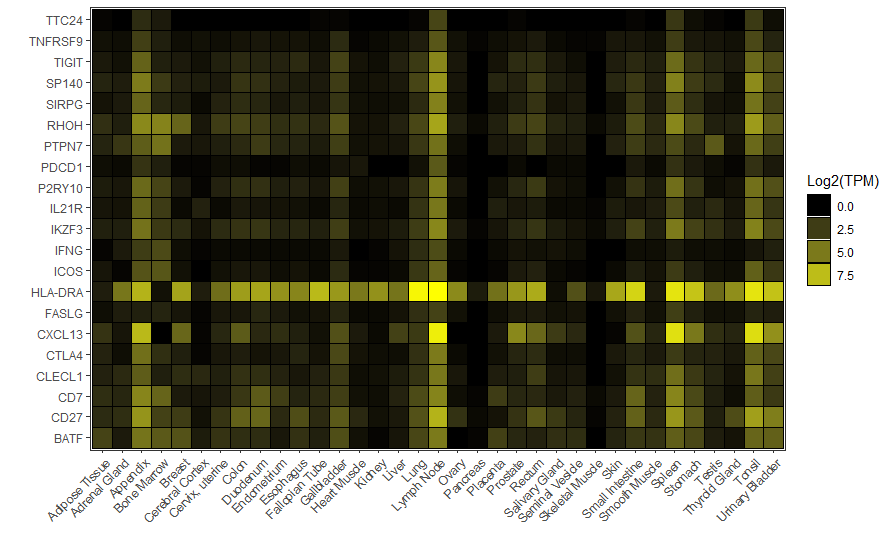 TTC24
TNFRSF9
TIGIT
SP140
SIRPG
RHOH
PTPN7
PDCD1
P2RY10
IL21R
IKZF3
IFNG
ICOS
HLA-DRA
FASLG
CXCL13
CTLA4
CLECL1
CD7
CD27
BATF
Adipose Tissue
Adrenal Gland
Appendix
Bone Marrow
Breast
Cerebral Cortex
Cervix, uterine
Colon
Duodenum
Endometrium
Esophagus
Fallopian Tube
Gallbladder
Heart Muscle
Kidney
Liver
Lung
Lymph Node
Ovary
Pancreas
Placenta
Prostate
Rectum
Salivary Gland
Seminal Vesicle
Skeletal Muscle
Skin
Small Intestine
Smooth Muscle
Spleen
Stomach
Testis
Thyroid Gland
Tonsil
Urinary Bladder
Log2(TPM)
0.0
2.5
5.0
7.5